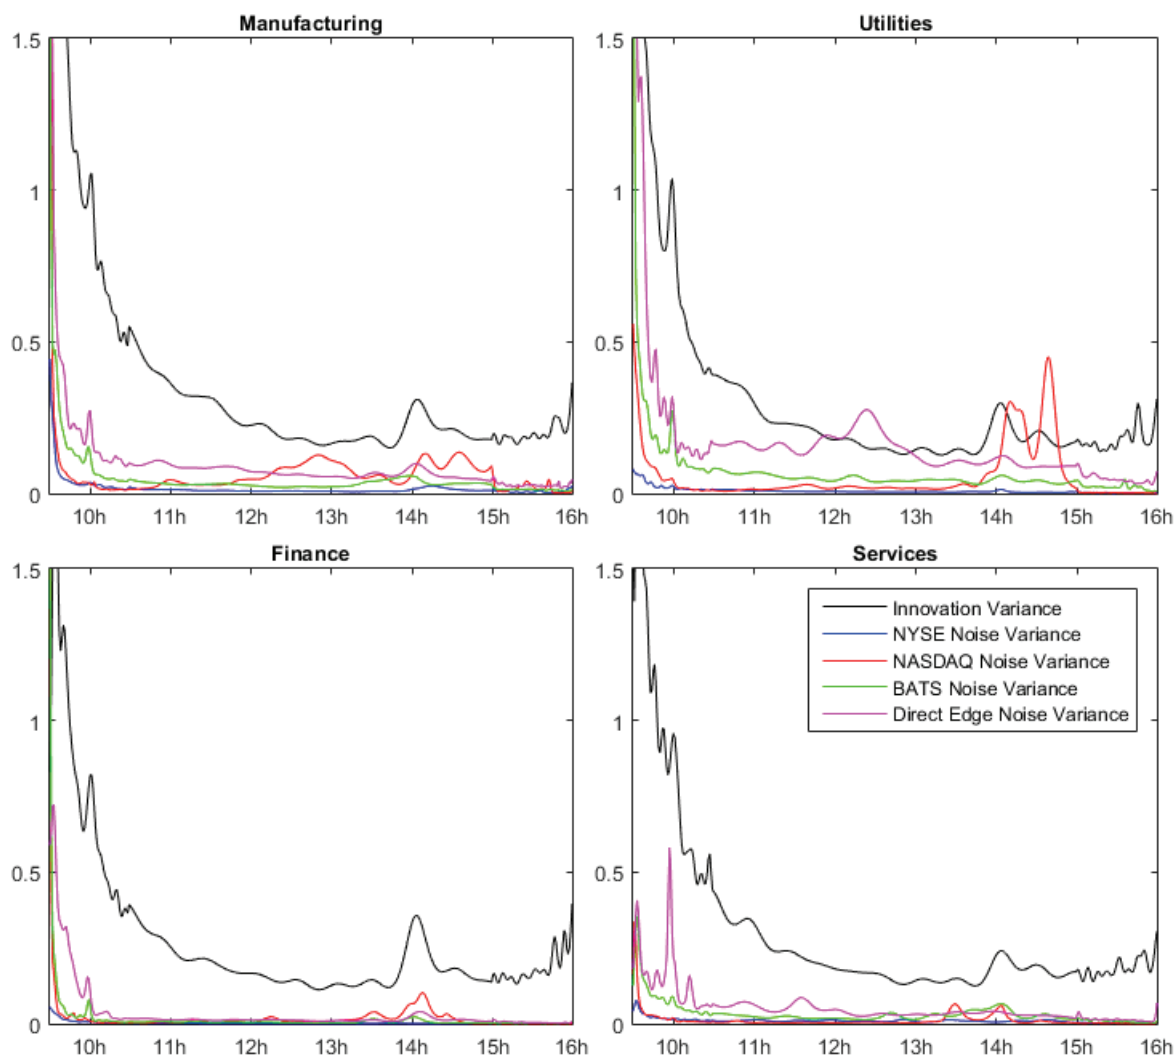 Manufacturing
1.5
1
0.5
0
10h 11h 12h 13h 14h 15h 16h
Utilities
1.5
1
0.5
0
10h 11h 12h 13h 14h 15h 16h
Finance
1.5
1
0.5
0
10h 11h 12h 13h 14h 15h 16h
Services
1.5
1
0.5
0
10h 11h 12h 13h 14h 15h 16h
Innovation Variance
NYSE Noise Variance
NASDAQ Noise Variance
BATS Noise Variance
Direct Edge Noise Variance